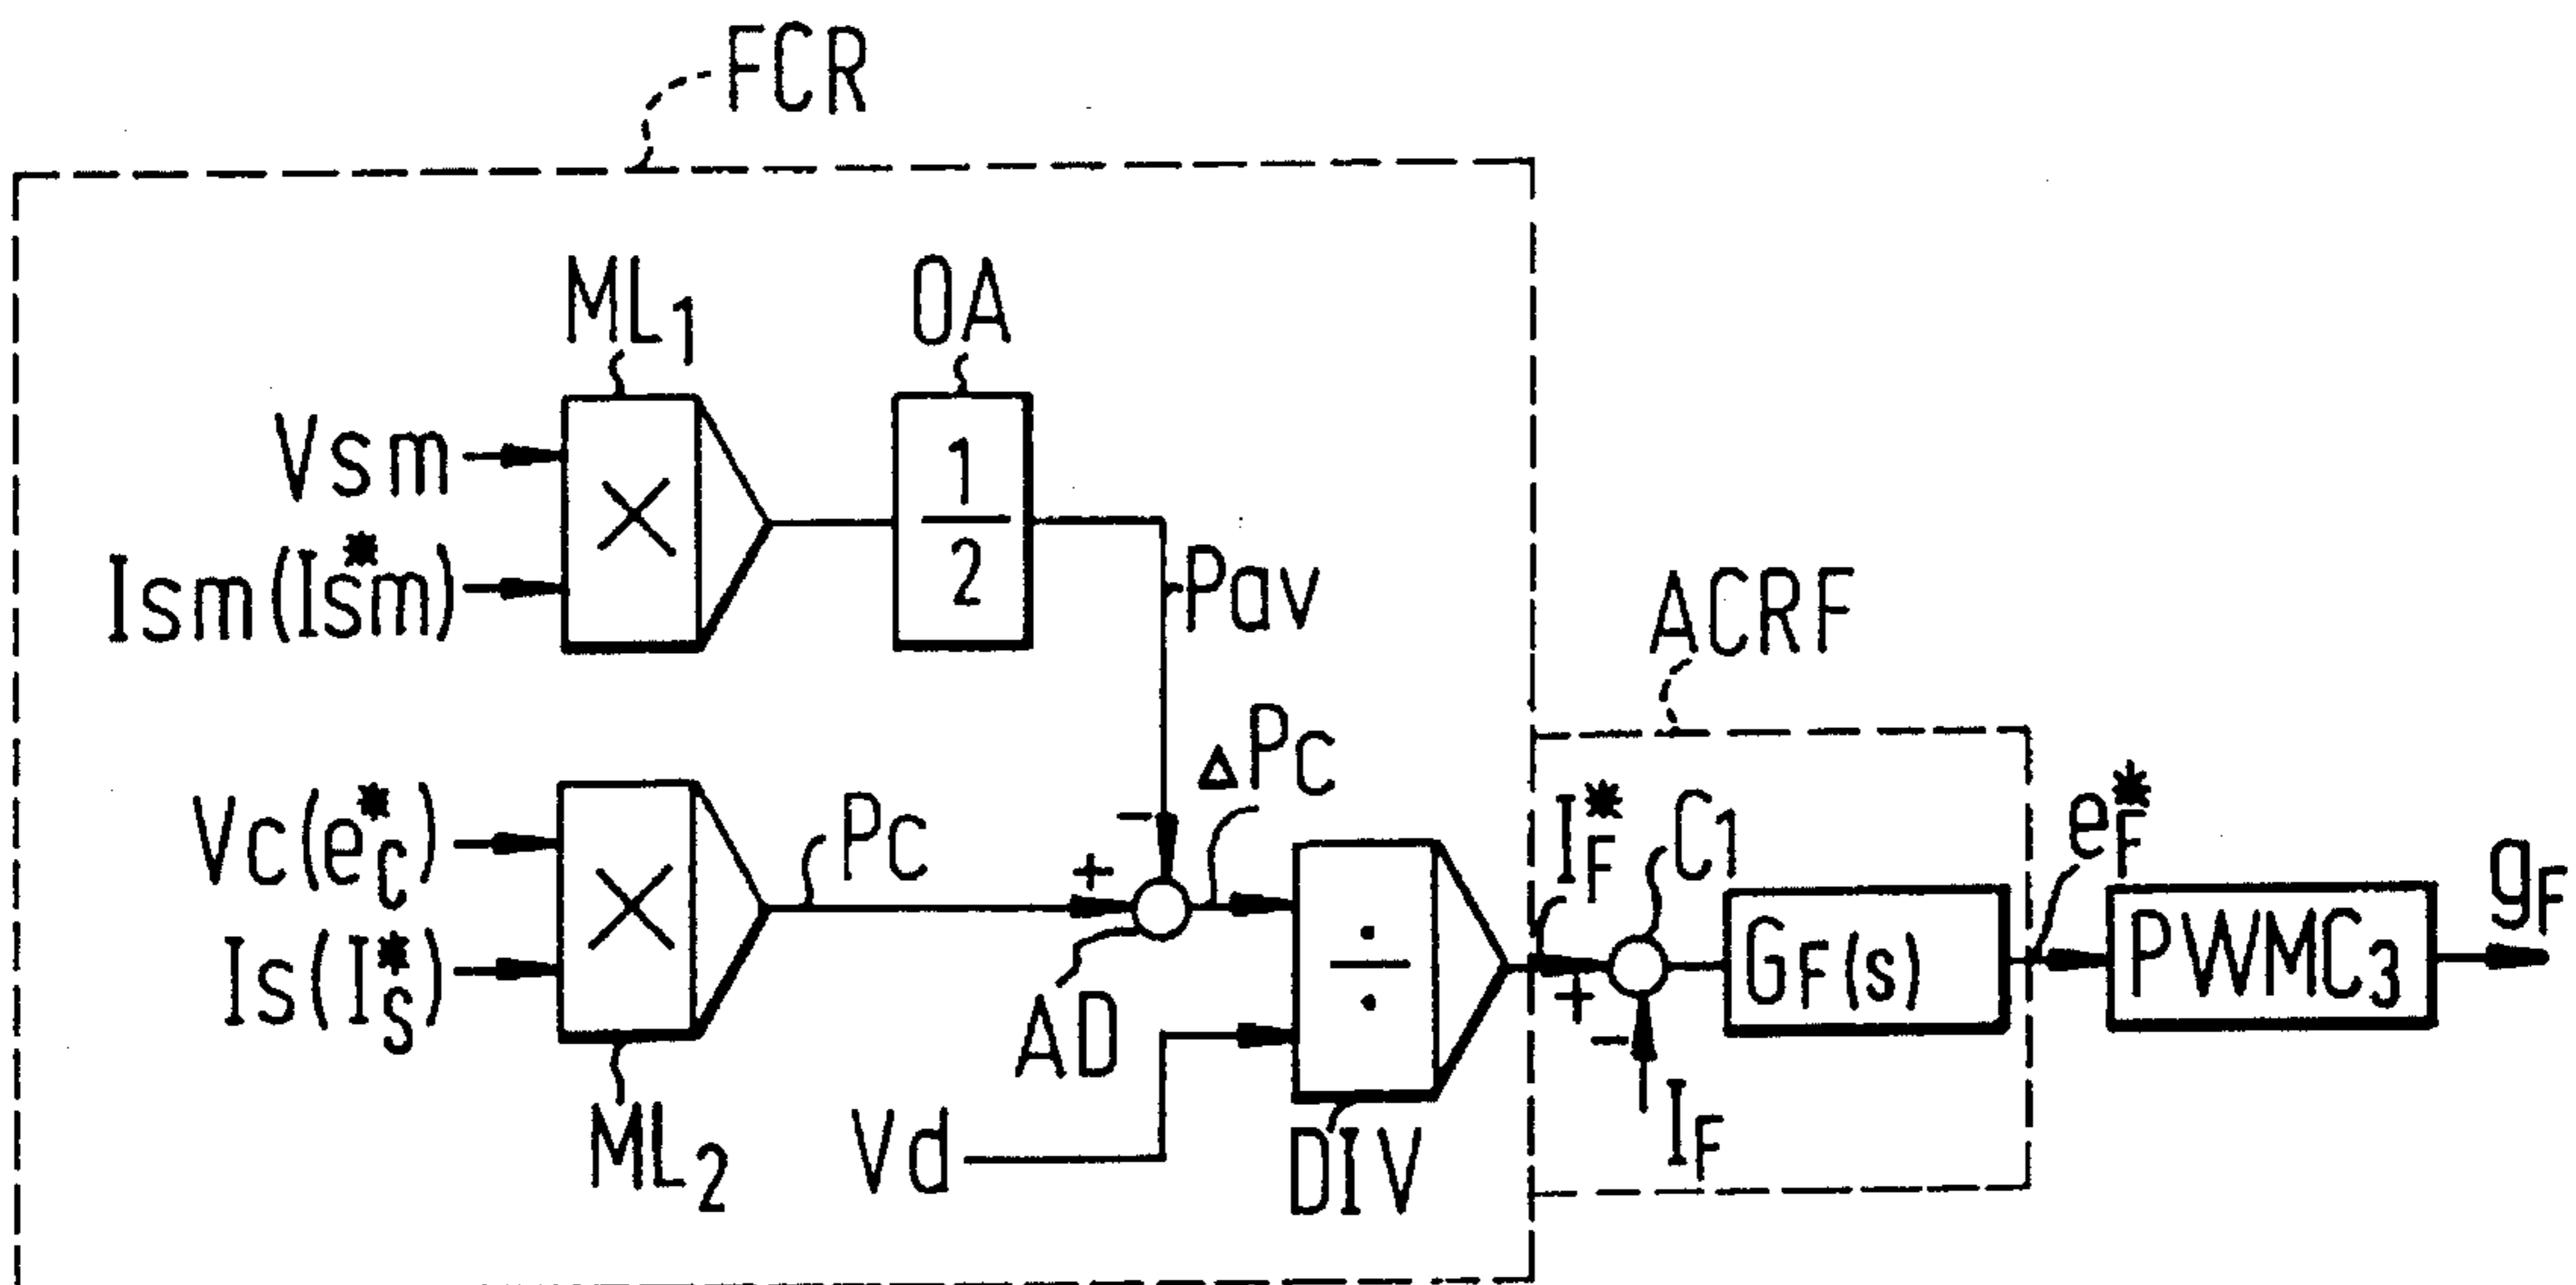 FCR
ML1
OA
Vsm
Ism(Ism*)
×
1
2
Pav
ACRF
Vc(ec*)
Is(Is*)
×
Pc
ΔPc
-
+
AD
ML2
Vd
÷
DIV
IF*
C1
+
-
IF
GF(s)
eF*
PWMC3
gF